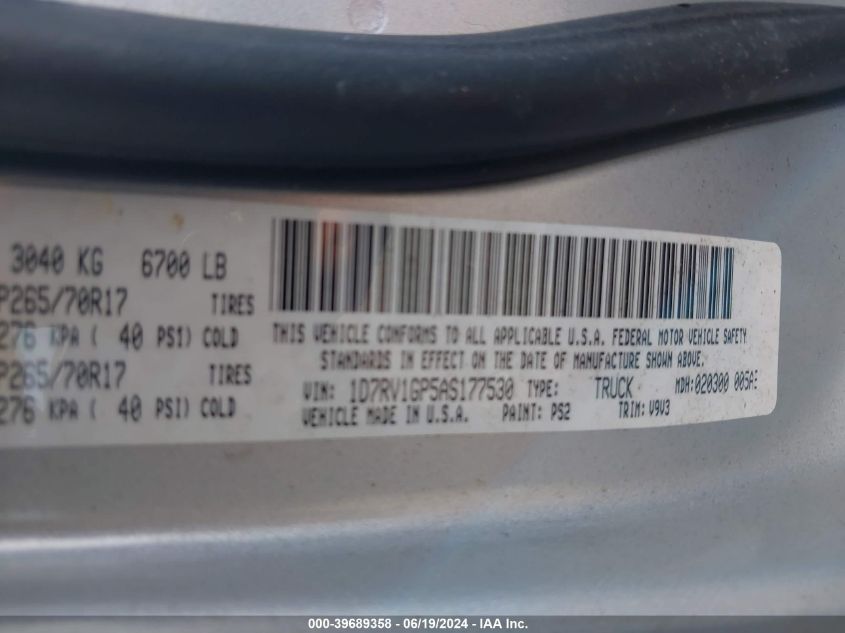 3040 KG 6700 LB
P265/70R17 TIRES
276 KPA ( 40 PSI) COLD
P265/70R17 TIRES
276 KPA ( 40 PSI) COLD
THIS VEHICLE CONFORMS TO ALL APPLICABLE U.S.A. FEDERAL MOTOR VEHICLE SAFETY
STANDARDS IN EFFECT ON THE DATE OF MANUFACTURE SHOWN ABOVE.
VIN: 1D7RV1GP5AS177530 TYPE: TRUCK MDH:020300 005AE
VEHICLE MADE IN U.S.A. PAINT: PS2 TRIM: V9V3
000-39689358 - 06/19/2024 - IAA Inc.